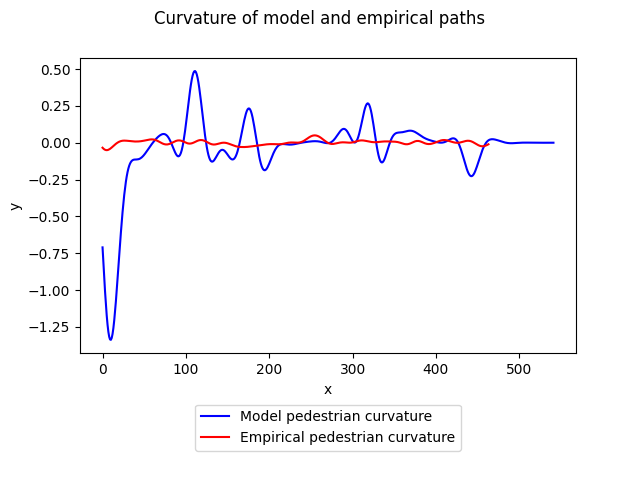 Curvature of model and empirical paths
0.50
0.25
0.00
−0.25
−0.50
−0.75
−1.00
−1.25
y
0 100 200 300 400 500
x
Model pedestrian curvature
Empirical pedestrian curvature